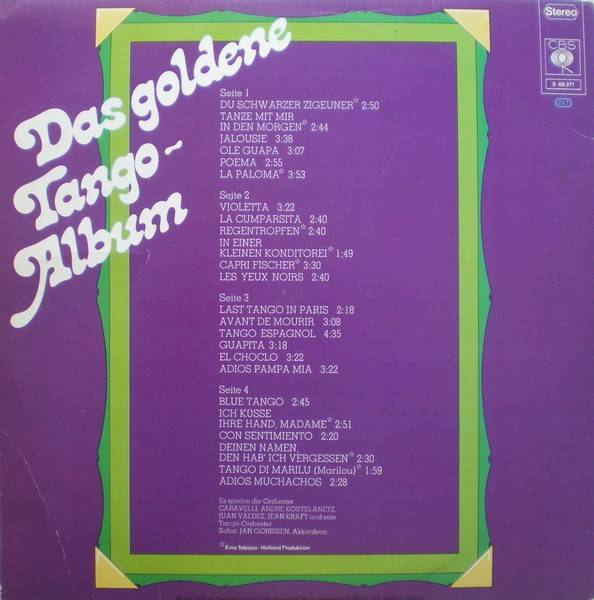 Das goldene
Tango-
Album
Stereo
CBS
S 68 271
Seite 1
DU SCHWARZER ZIGEUNER☆ 2:50
TANZE MIT MIR
IN DEN MORGEN☆ 2:44
JALOUSIE 3:38
OLE GUAPA 3:07
POEMA 2:55
LA PALOMA☆ 3:53
Seite 2
VIOLETTA 3:22
LA CUMPARSITA 2:40
REGENTROPFEN☆ 2:40
IN EINER
KLEINEN KONDITOREI☆ 1:49
CAPRI FISCHER☆ 3:30
LES YEUX NOIRS 2:40
Seite 3
LAST TANGO IN PARIS 2:18
AVANT DE MOURIR 3:08
TANGO ESPAGNOL 4:35
GUAPITA 3:18
EL CHOCLO 3:22
ADIOS PAMPA MIA 3:22
Seite 4
BLUE TANGO 2:45
ICH KÜSSE
IHRE HAND, MADAME☆ 2:51
CON SENTIMIENTO 2:20
DEINEN NAMEN,
DEN HAB' ICH VERGESSEN☆ 2:30
TANGO DI MARILU (Marilou)☆ 1:59
ADIOS MUCHACHOS 2:28
Es spielen die Orchester
CARAVELLI, ANDRE KOSTELANETZ,
JUAN VALDEZ, JEAN KRAFT und sein
Tango-Orchester
Solist: JAN GORISSEN, Akkordeon
☆Eine Telestar-Holland Produktion